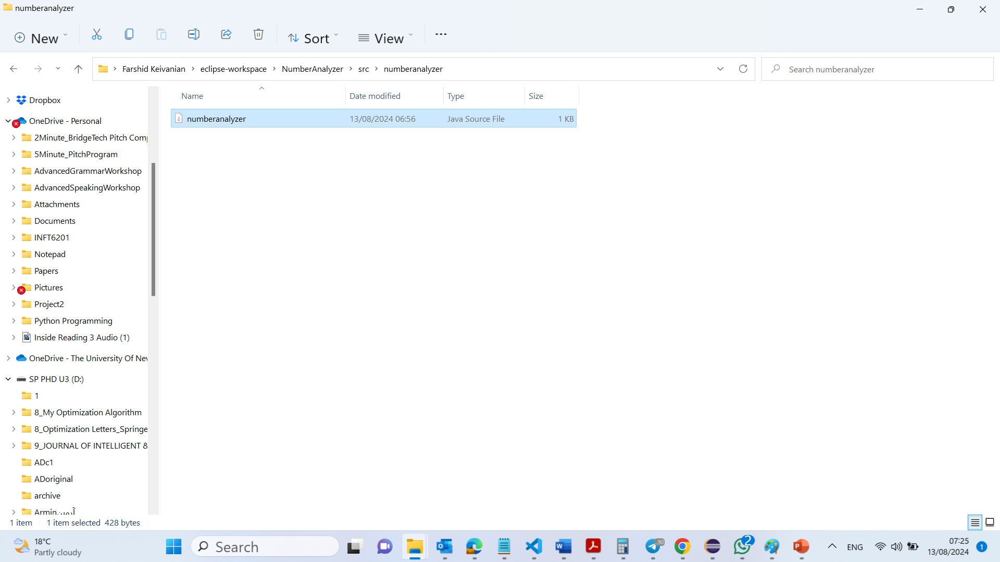 numberanalyzer
New
Sort
View
Farshid Keivanian
eclipse-workspace
NumberAnalyzer
src
numberanalyzer
Search numberanalyzer
Name
Date modified
Type
Size
numberanalyzer
13/08/2024 06:56
Java Source File
1 KB
Dropbox
OneDrive - Personal
2Minute_BridgeTech Pitch Comp
5Minute_PitchProgram
AdvancedGrammarWorkshop
AdvancedSpeakingWorkshop
Attachments
Documents
INFT6201
Notepad
Papers
Pictures
Project2
Python Programming
Inside Reading 3 Audio (1)
OneDrive - The University Of New
SP PHD U3 (D:)
1
8_My Optimization Algorithm
8_Optimization Letters_Springe
9_JOURNAL OF INTELLIGENT &
ADc1
ADoriginal
archive
Armin
1 item
1 item selected 428 bytes
18°C
Partly cloudy
Search
.90
2
ENG
07:25
13/08/2024
1